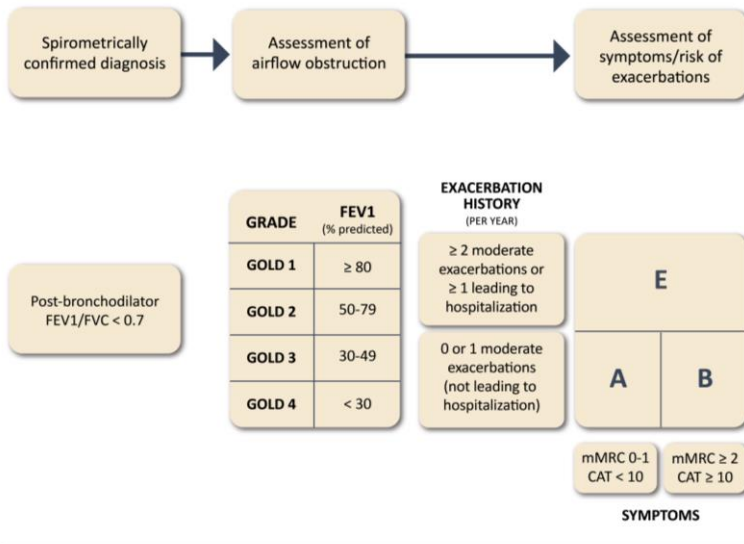 Spirometrically
confirmed diagnosis
Assessment of
airflow obstruction
Assessment of
symptoms/risk of
exacerbations
Post-bronchodilator
FEV1/FVC < 0.7
GRADE
FEV1
(% predicted)
GOLD 1
≥ 80
GOLD 2
50-79
GOLD 3
30-49
GOLD 4
< 30
EXACERBATION
HISTORY
(PER YEAR)
≥ 2 moderate
exacerbations or
≥ 1 leading to
hospitalization
0 or 1 moderate
exacerbations
(not leading to
hospitalization)
E
A
B
mMRC 0-1
CAT < 10
mMRC ≥ 2
CAT ≥ 10
SYMPTOMS